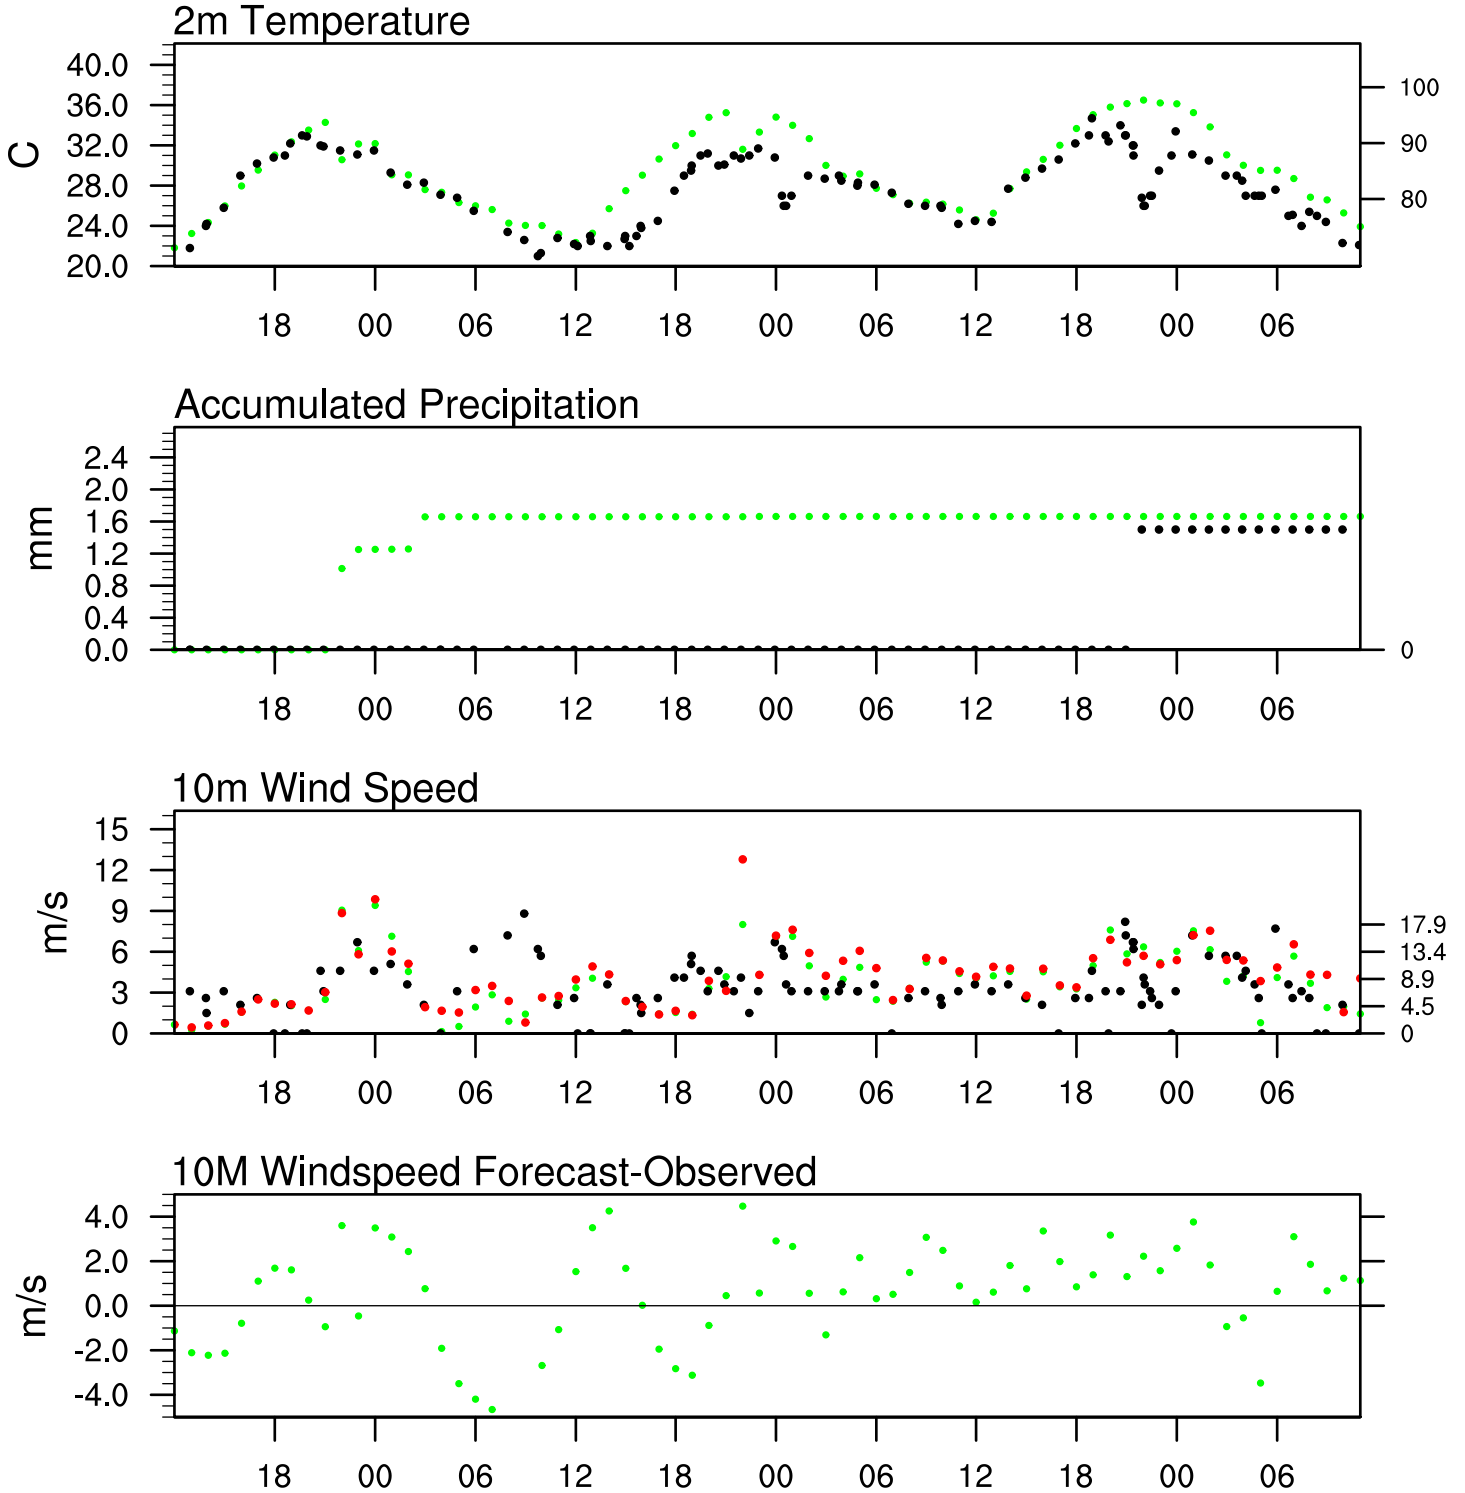 2m Temperature
40.0
36.0
32.0
28.0
24.0
20.0
C
100
90
80
18 00 06 12 18 00 06 12 18 00 06
Accumulated Precipitation
2.4
2.0
1.6
1.2
0.8
0.4
0.0
mm
0
18 00 06 12 18 00 06 12 18 00 06
10m Wind Speed
15
12
9
6
3
0
m/s
17.9
13.4
8.9
4.5
0
18 00 06 12 18 00 06 12 18 00 06
10M Windspeed Forecast-Observed
4.0
2.0
0.0
-2.0
-4.0
m/s
18 00 06 12 18 00 06 12 18 00 06